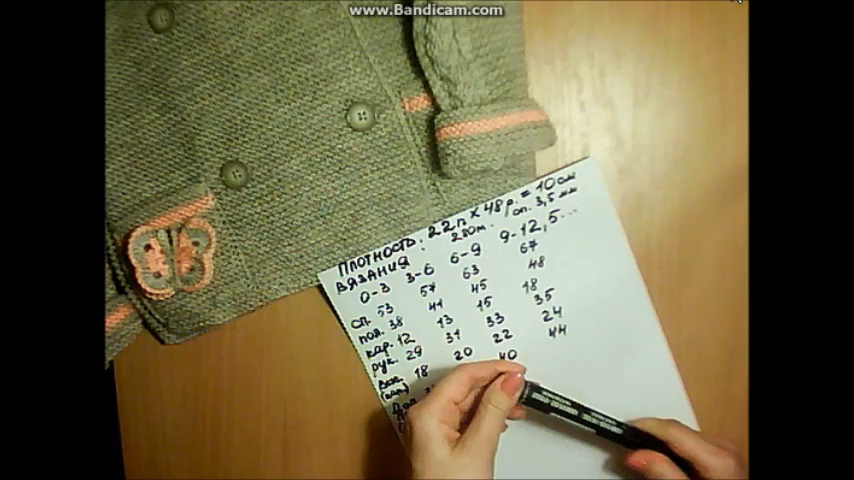 www.Bandicam.com
ПЛОТНОСТЬ: 22п х 48р. = 10см
ВЯЗАНИЯ 280м. сп. 3,5 мм
0-3 3-6 6-9 9-12,5...
сп. 53 57 63 67
пол. 38 41 45 48
кар. 12 13 15 18
рук. 29 31 33 35
18 20 22 24
40 44